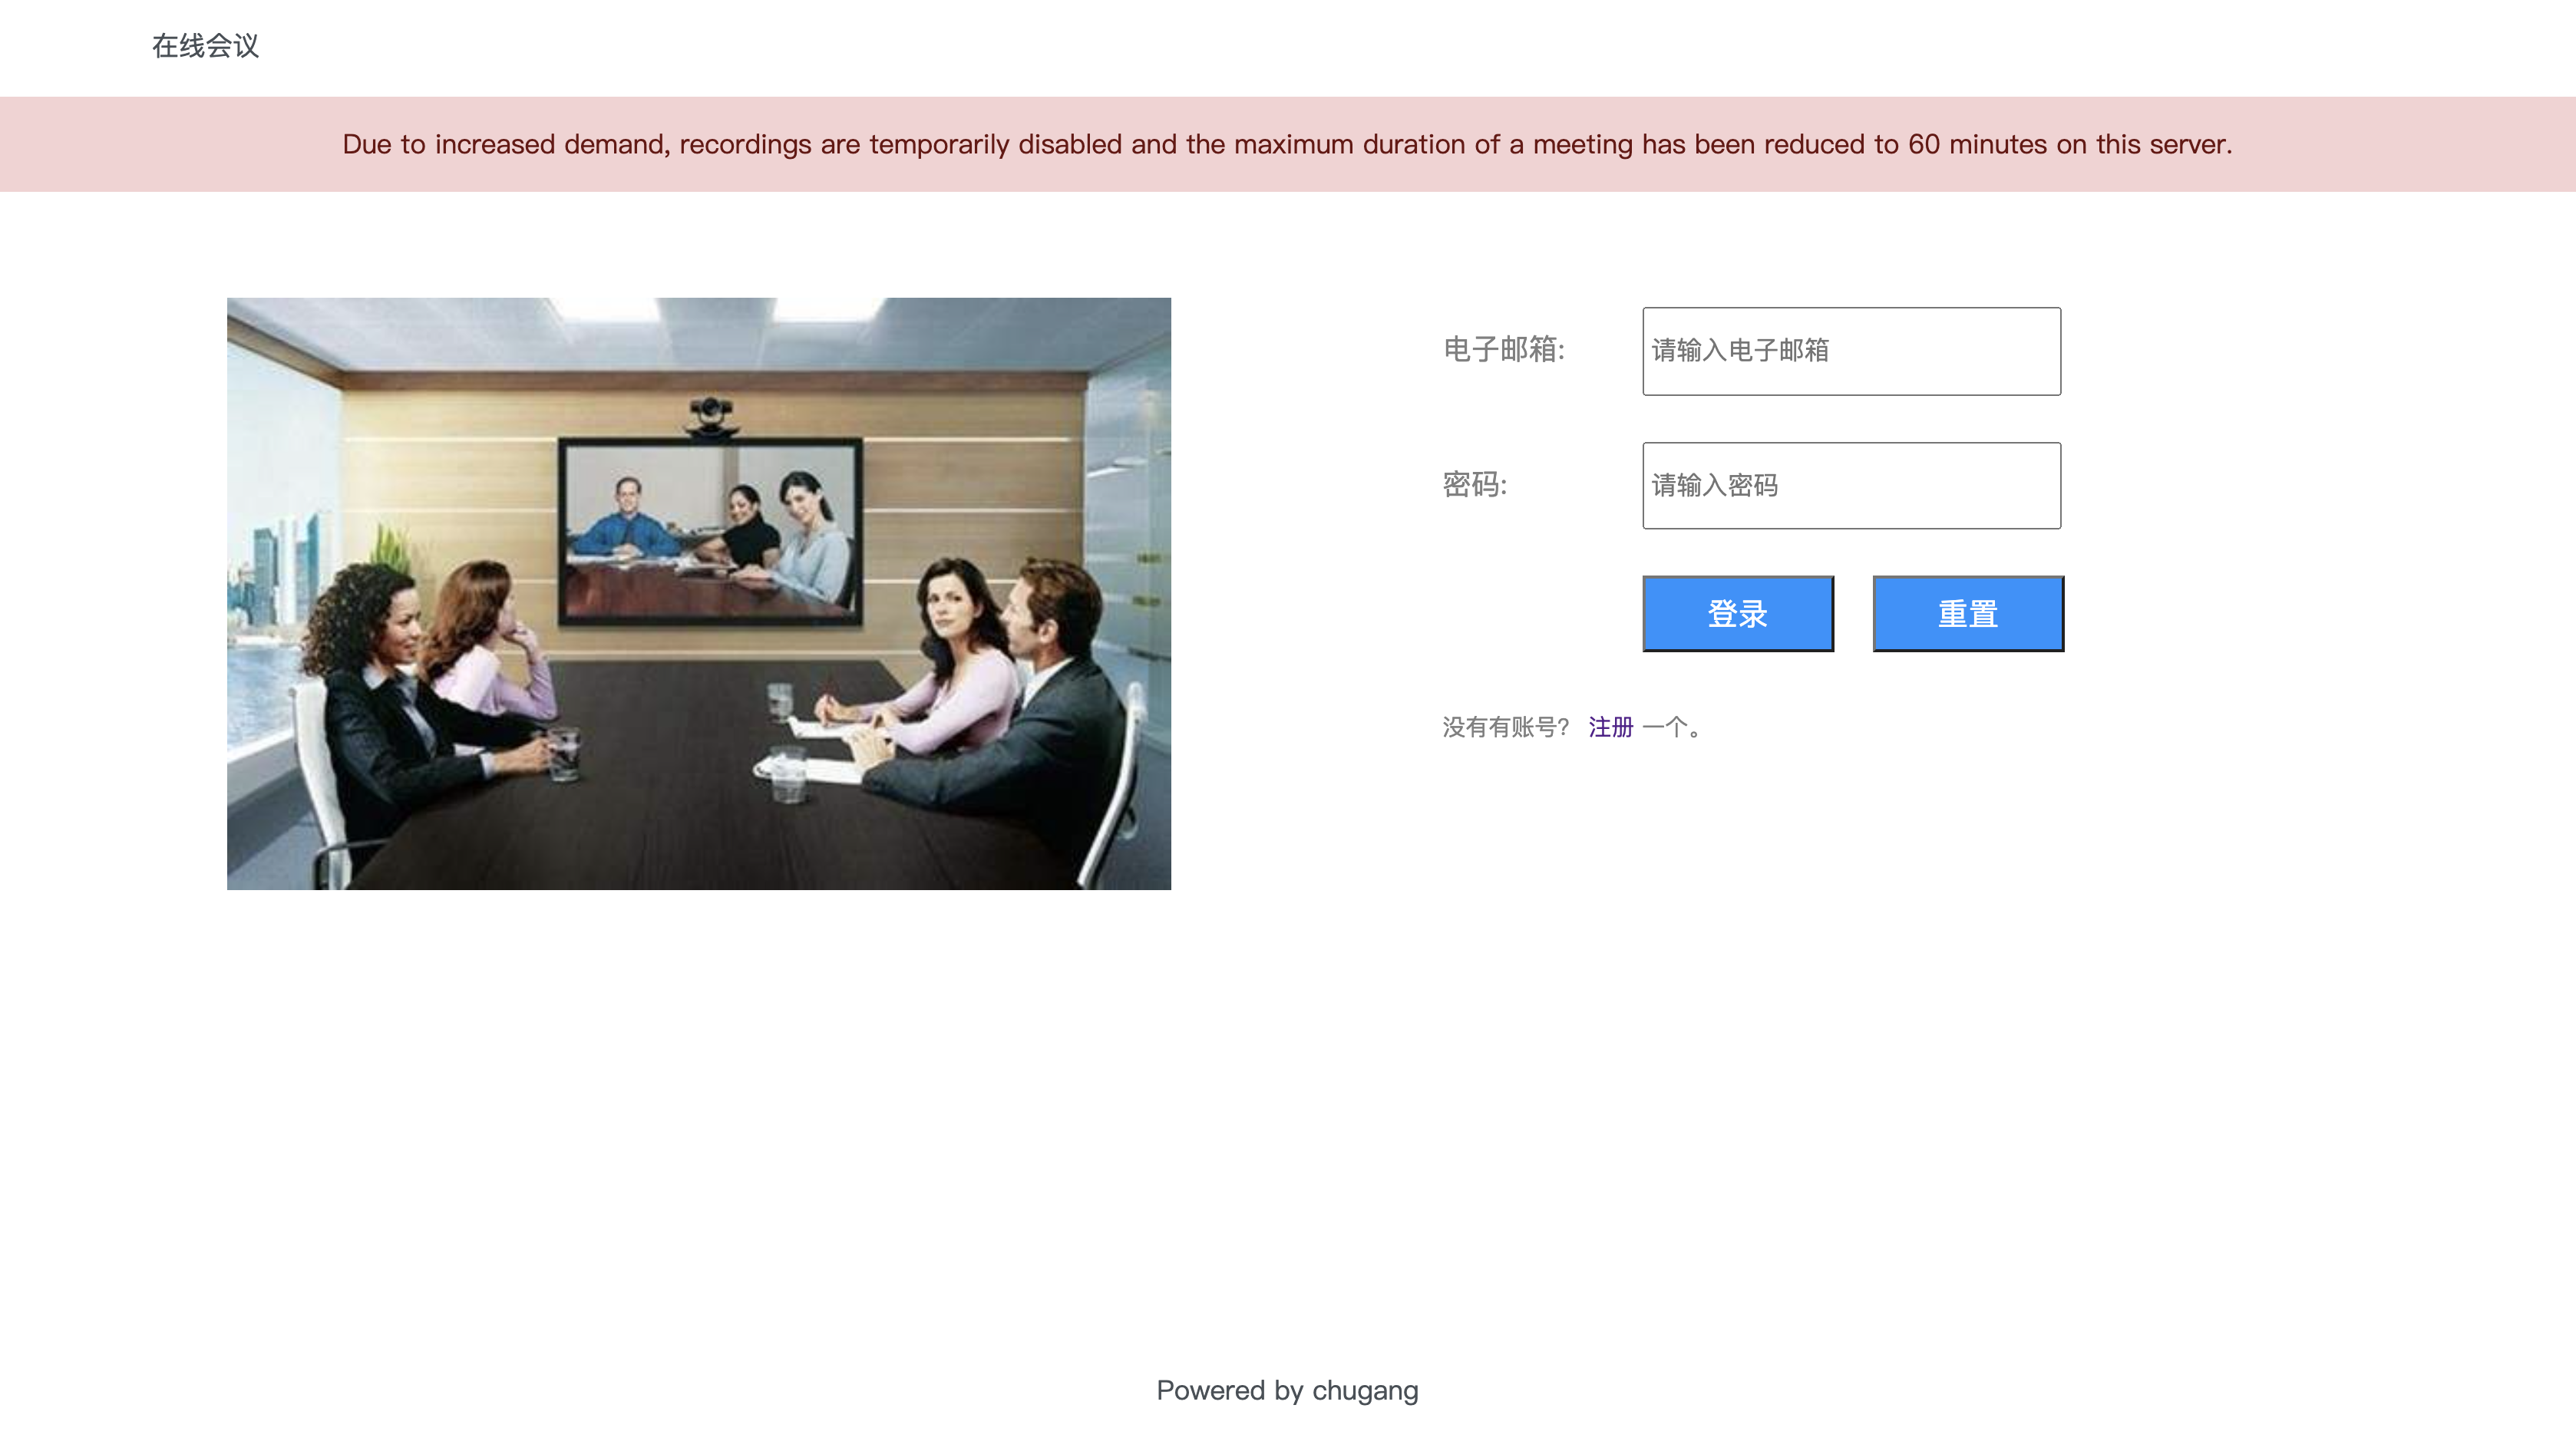 在线会议
Due to increased demand, recordings are temporarily disabled and the maximum duration of a meeting has been reduced to 60 minutes on this server.
电子邮箱: 请输入电子邮箱
密码: 请输入密码
登录 重置
没有有账号? 注册 一个。
Powered by chugang